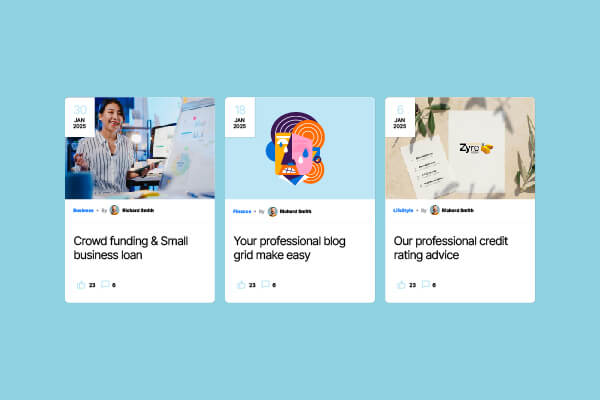 30
JAN
2025
Business • By Richard Smith
Crowd funding & Small
business loan
23 6
18
JAN
2025
Finance • By Richard Smith
Your professional blog
grid make easy
23 6
6
JAN
2025
Zyro
LifeStyle • By Richard Smith
Our professional credit
rating advice
23 6